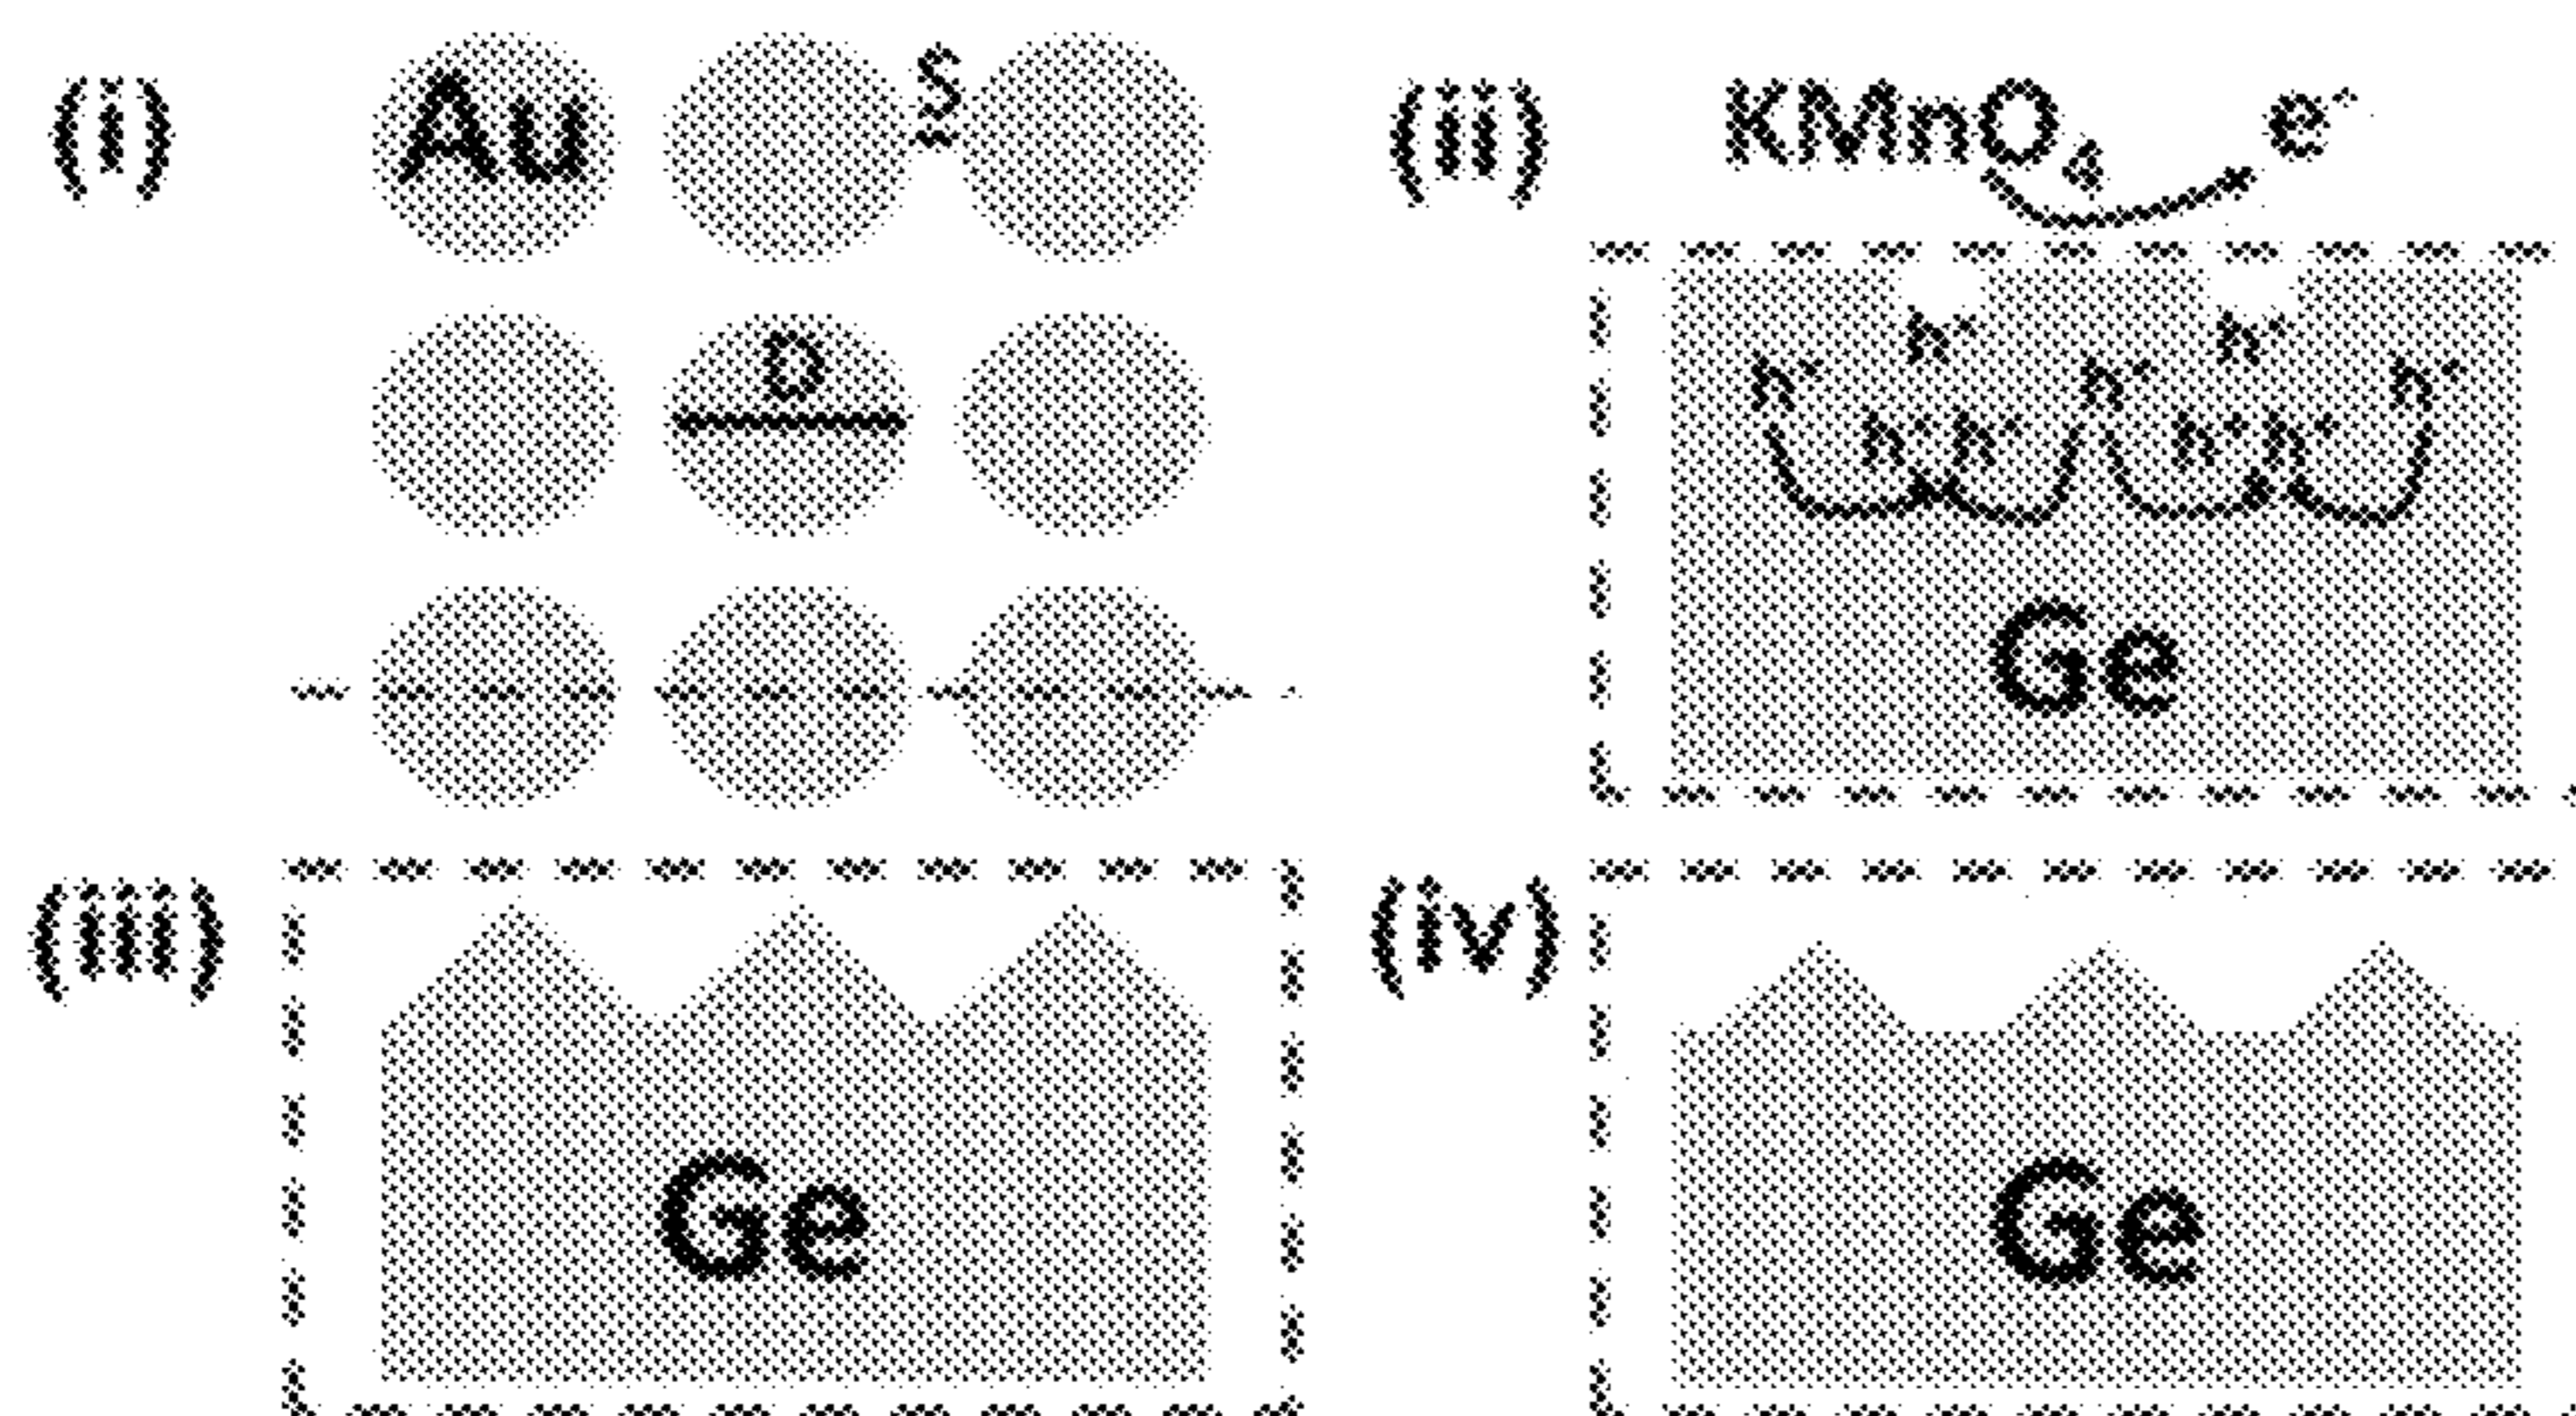 (i)
Au
S
D
(ii)
KMnO₄ e⁻
h⁺ h⁺
h⁺ h⁺ h⁺
h⁺ h⁺ h⁺ h⁺
Ge
(iii)
Ge
(iv)
Ge